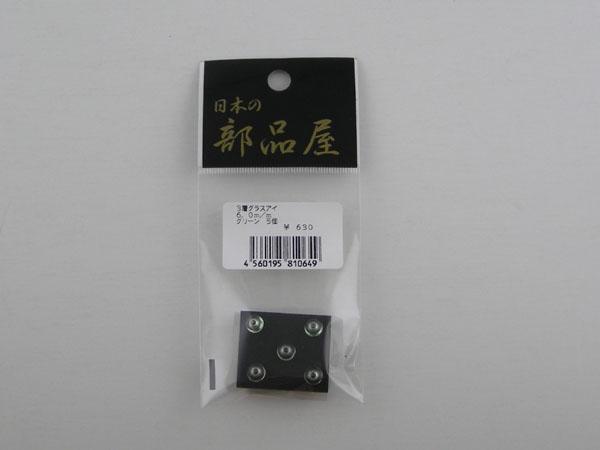 日本の
部品屋
3層グラスアイ
6.0m/m
グリーン 5個
¥ 630
4 560195 810649